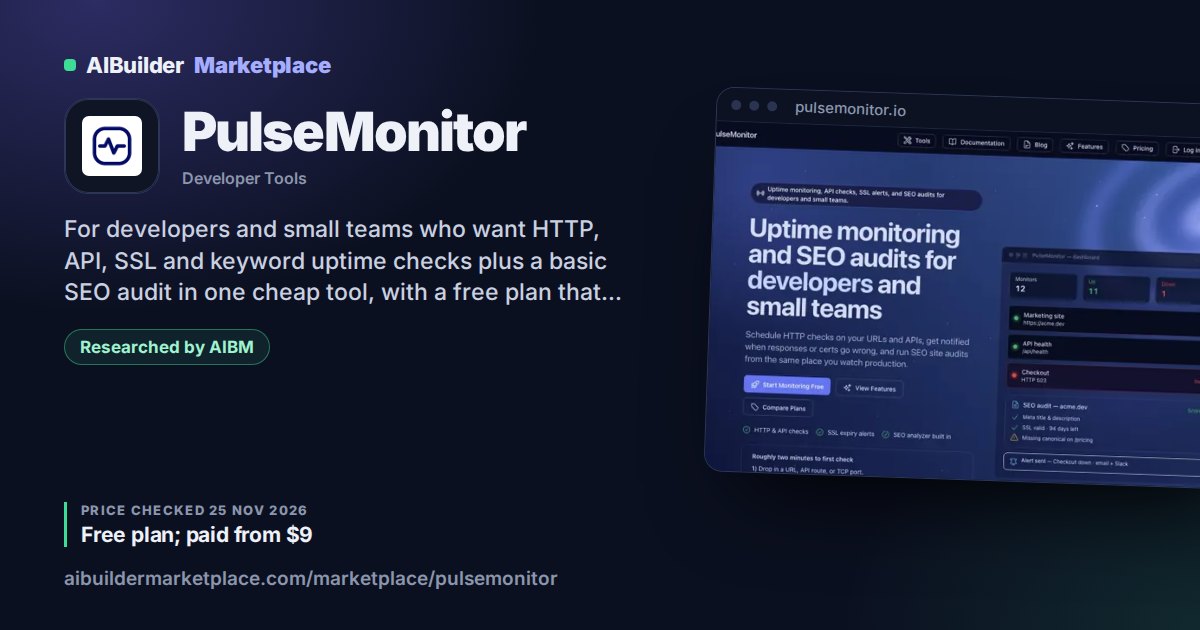 AIBuilder Marketplace
PulseMonitor
Developer Tools
For developers and small teams who want HTTP,
API, SSL and keyword uptime checks plus a basic
SEO audit in one cheap tool, with a free plan that...
Researched by AIBM
PRICE CHECKED 25 NOV 2026
Free plan; paid from $9
aibuildermarketplace.com/marketplace/pulsemonitor
pulsemonitor.io
ulseMonitor
Tools
Documentation
Blog
Features
Pricing
Log in
Uptime monitoring, API checks, SSL alerts, and SEO audits for
developers and small teams.
Uptime monitoring
and SEO audits for
developers and
small teams
Schedule HTTP checks on your URLs and APIs, get notified
when responses or certs go wrong, and run SEO site audits
from the same place you watch production.
Start Monitoring Free
View Features
Compare Plans
HTTP & API checks
SSL expiry alerts
SEO analyzer built in
Roughly two minutes to first check
1) Drop in a URL, API route, or TCP port.
PulseMonitor — dashboard
Monitors
12
Up
11
Down
1
Marketing site
https://acme.dev
API health
/api/health
Checkout
HTTP 503
SEO audit — acme.dev
Meta title & description
SSL valid · 94 days left
Missing canonical on /pricing
Alert sent — Checkout down · email + Slack